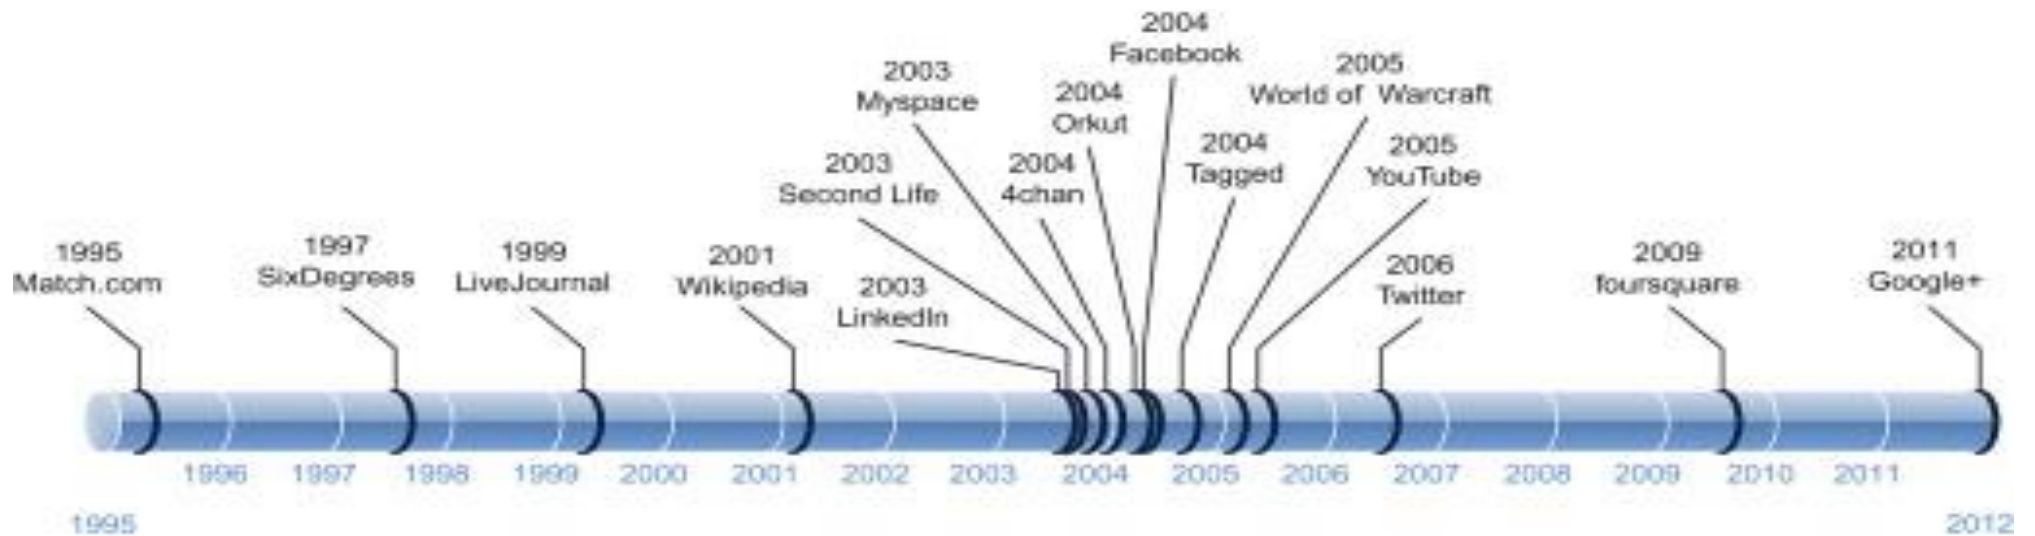 1995
Match.com
1997
SixDegrees
1999
LiveJournal
2001
Wikipedia
2003
LinkedIn
2003
Second Life
2003
Myspace
2004
4chan
2004
Orkut
2004
Facebook
2004
Tagged
2005
World of Warcraft
2005
YouTube
2006
Twitter
2009
foursquare
2011
Google+
1996 1997 1998 1999 2000 2001 2002 2003 2004 2005 2006 2007 2008 2009 2010 2011
1995 2012